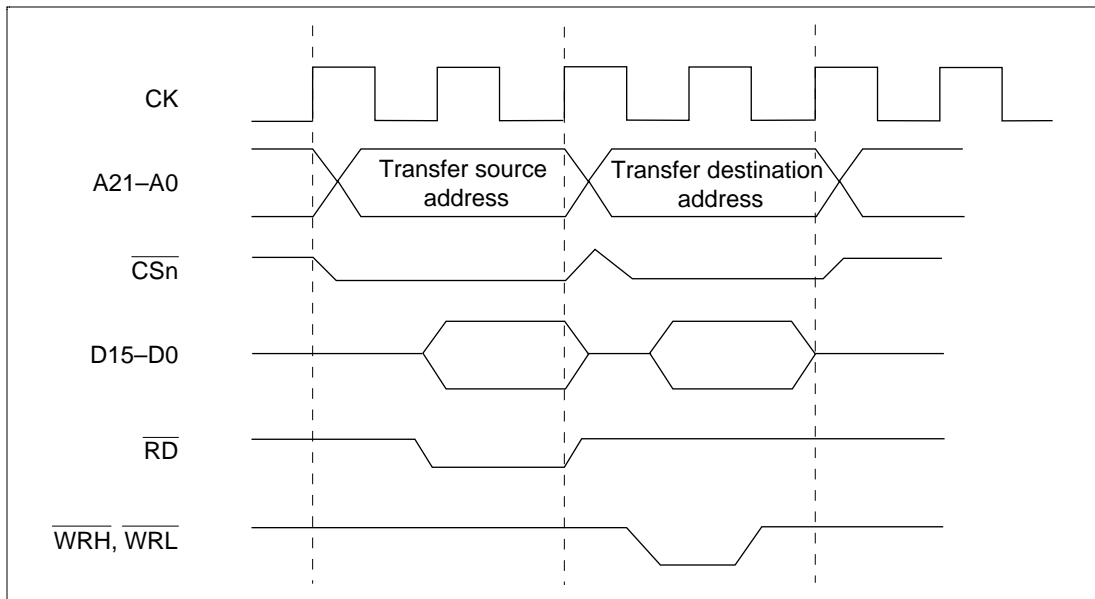 CK
A21–A0
Transfer source
address
Transfer destination
address
CSn
D15–D0
RD
WRH, WRL